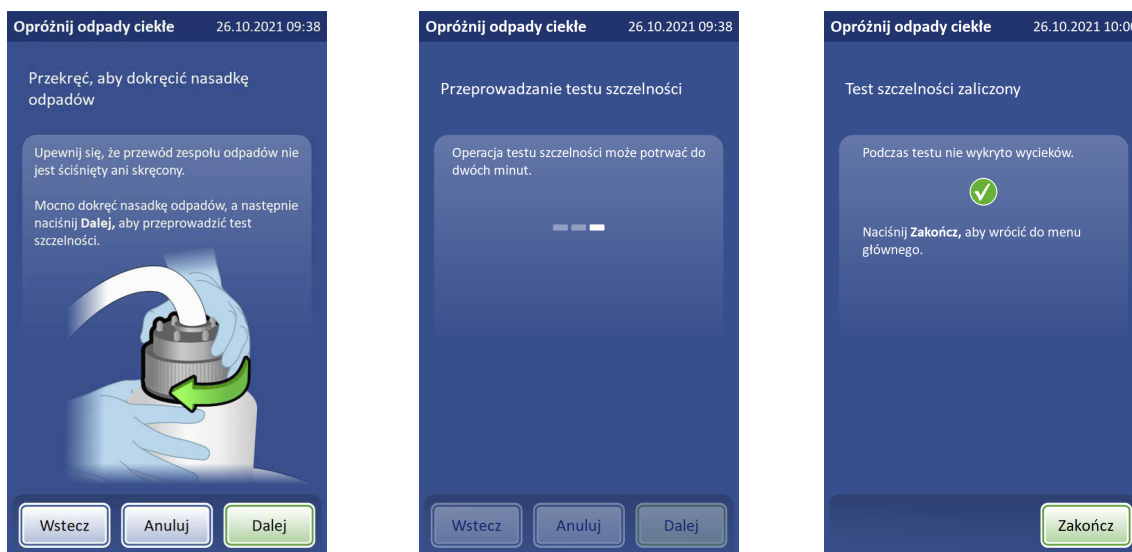 Opróżnij odpady ciekłe 26.10.2021 09:38
Przekręć, aby dokręcić nasadkę
odpadów
Upewnij się, że przewód zespołu odpadów nie
jest ściśnięty ani skręcony.
Mocno dokręć nasadkę odpadów, a następnie
naciśnij Dalej, aby przeprowadzić test
szczelności.
Wstecz Anuluj Dalej
Opróżnij odpady ciekłe 26.10.2021 09:38
Przeprowadzanie testu szczelności
Operacja testu szczelności może potrwać do
dwóch minut.
Wstecz Anuluj Dalej
Opróżnij odpady ciekłe 26.10.2021 10:00
Test szczelności zaliczony
Podczas testu nie wykryto wycieków.
Naciśnij Zakończ, aby wrócić do menu
głównego.
Zakończ